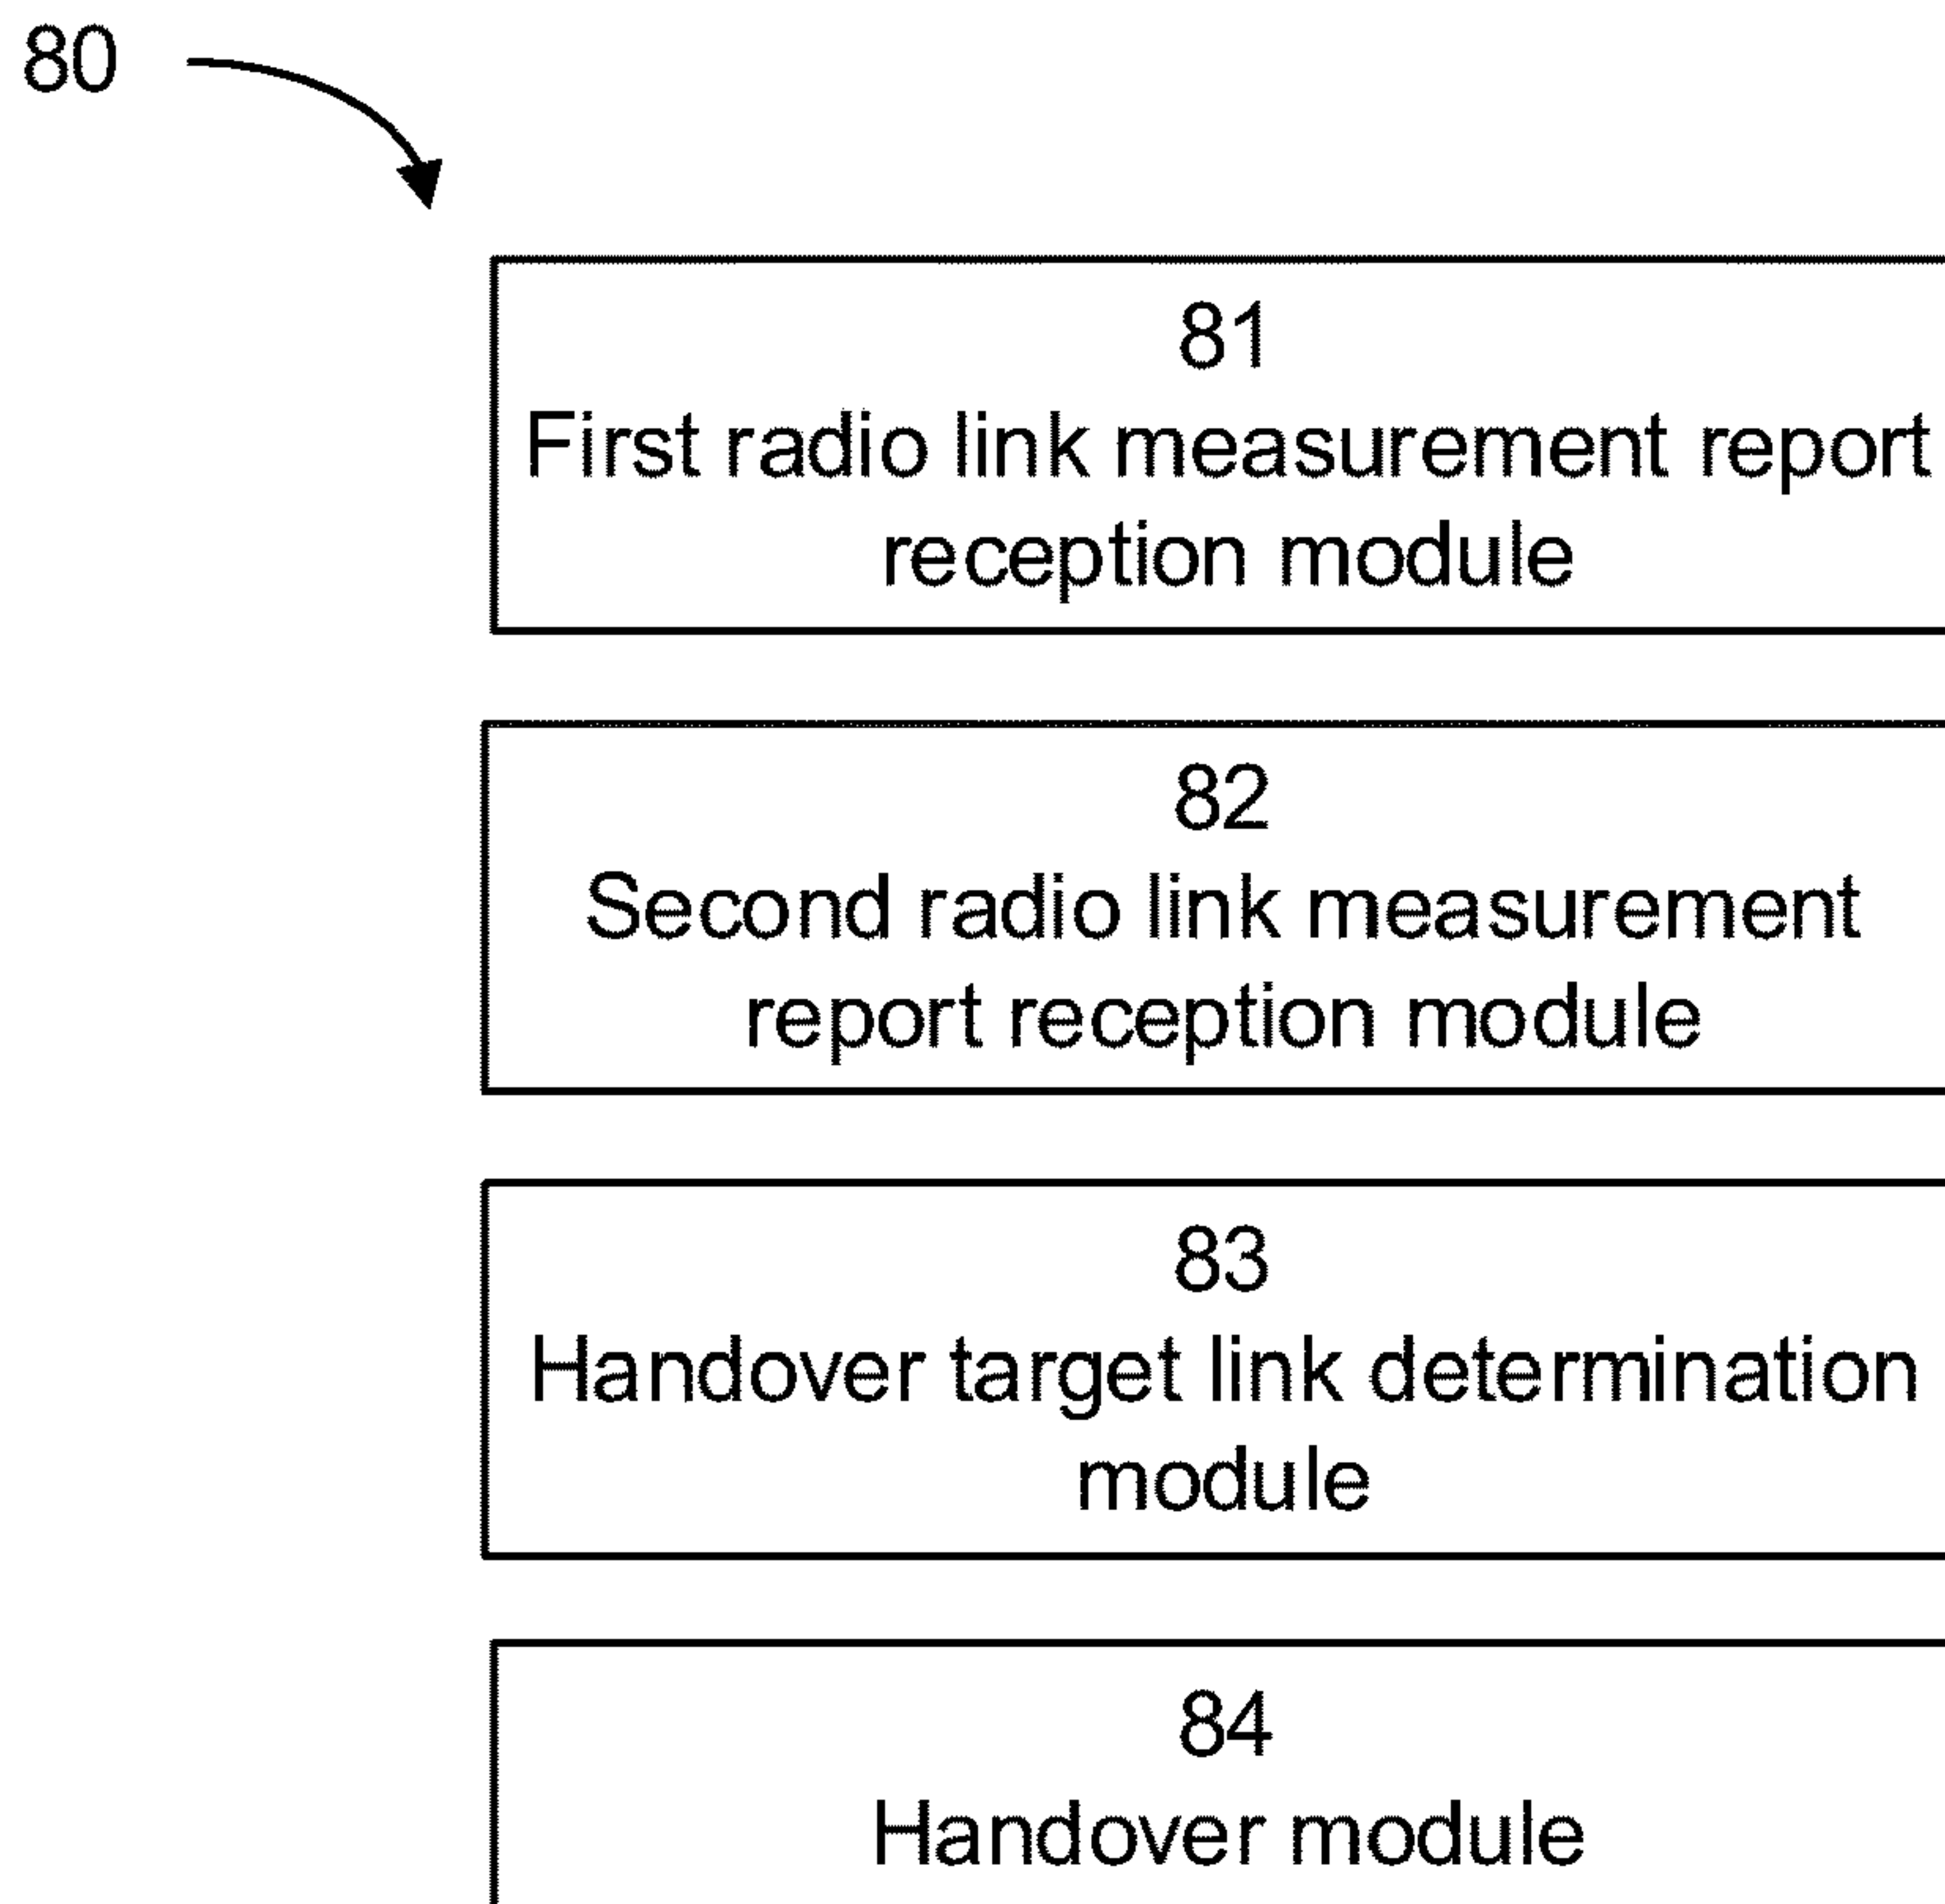 80
81
First radio link measurement report
reception module
82
Second radio link measurement
report reception module
83
Handover target link determination
module
84
Handover module